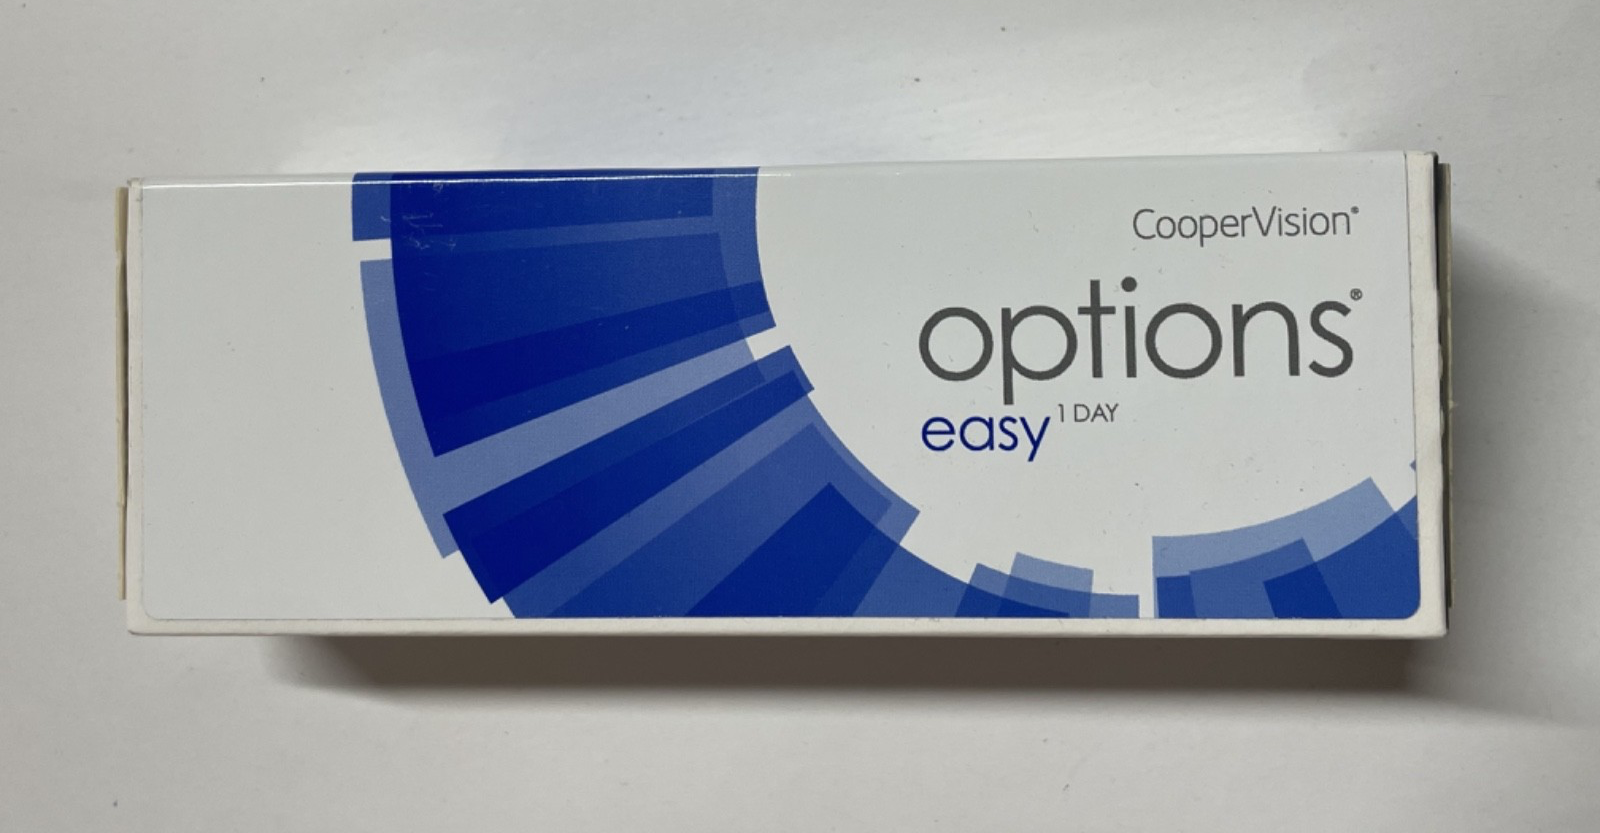 CooperVision®
options®
easy 1 DAY